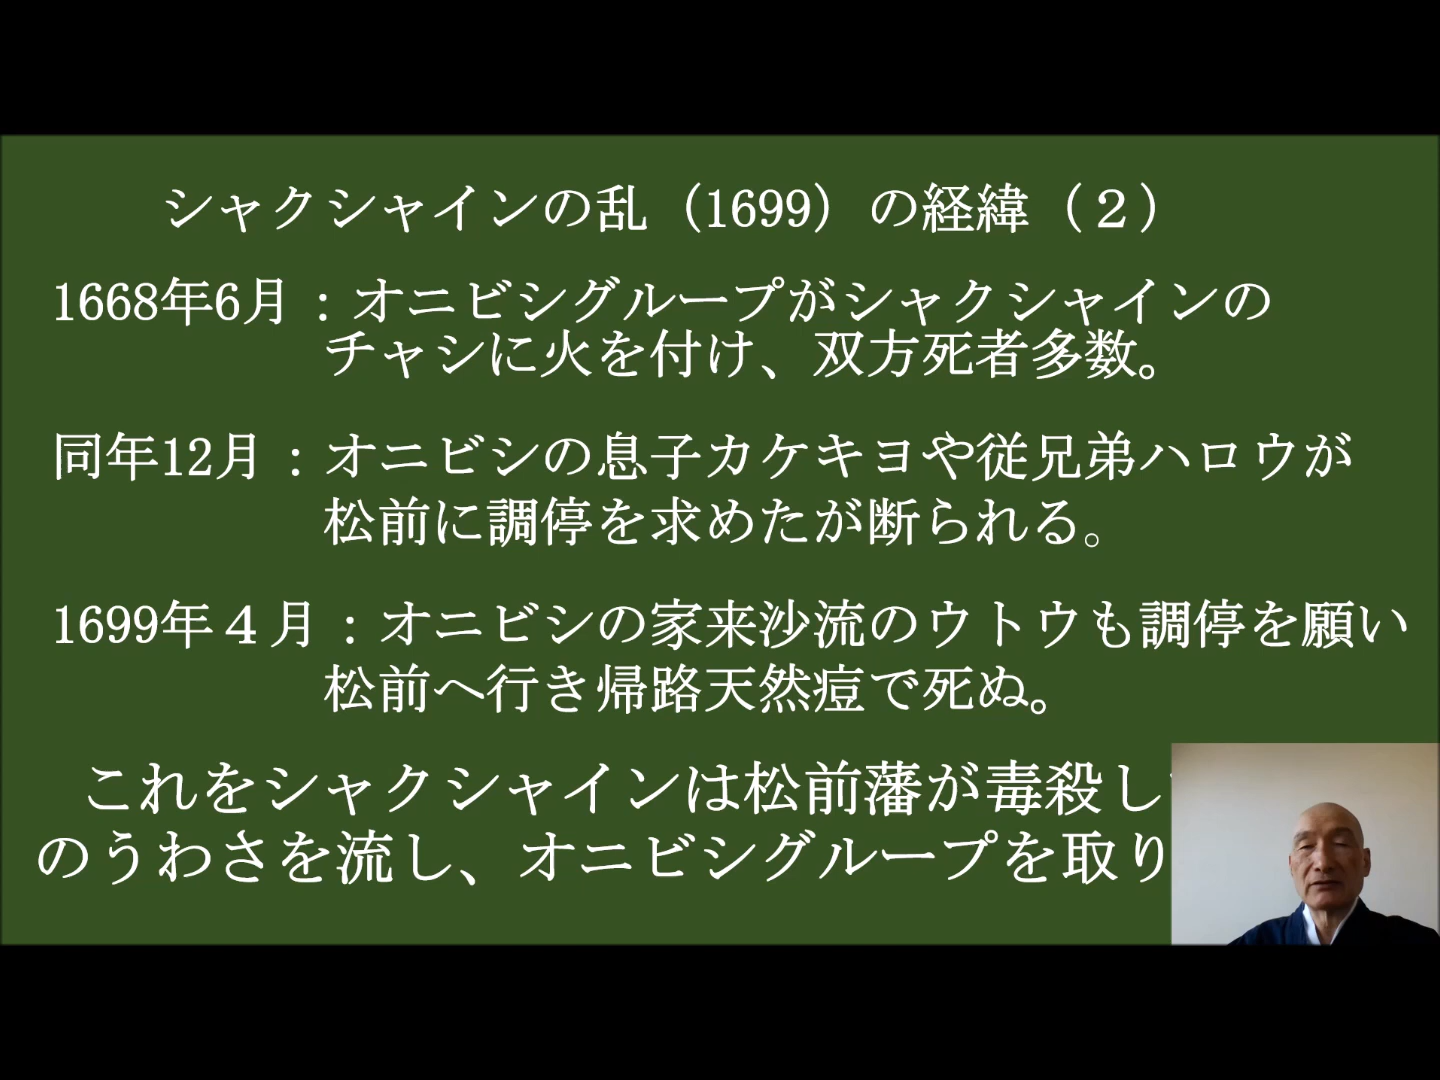 シャクシャインの乱（1699）の経緯（２）
1668年6月：オニビシグループがシャクシャインの
チャシに火を付け、双方死者多数。
同年12月：オニビシの息子カケキヨや従兄弟ハロウが
松前に調停を求めたが断られる。
1699年４月：オニビシの家来沙流のウトウも調停を願い
松前へ行き帰路天然痘で死ぬ。
これをシャクシャインは松前藩が毒殺し
のうわさを流し、オニビシグループを取り